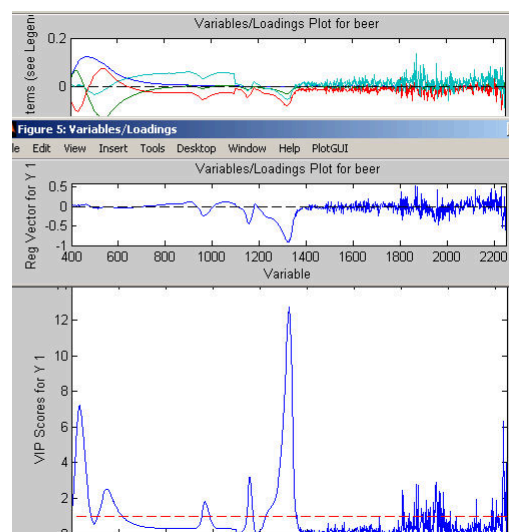 Variables/Loadings Plot for beer
0.2
0
tems (see Legen
Figure 5: Variables/Loadings
le Edit View Insert Tools Desktop Window Help PlotGUI
Variables/Loadings Plot for beer
Reg Vector for Y 1
0.5
0
-0.5
-1
400 600 800 1000 1200 1400 1600 1800 2000 2200
Variable
VIP Scores for Y 1
12
10
8
6
4
2